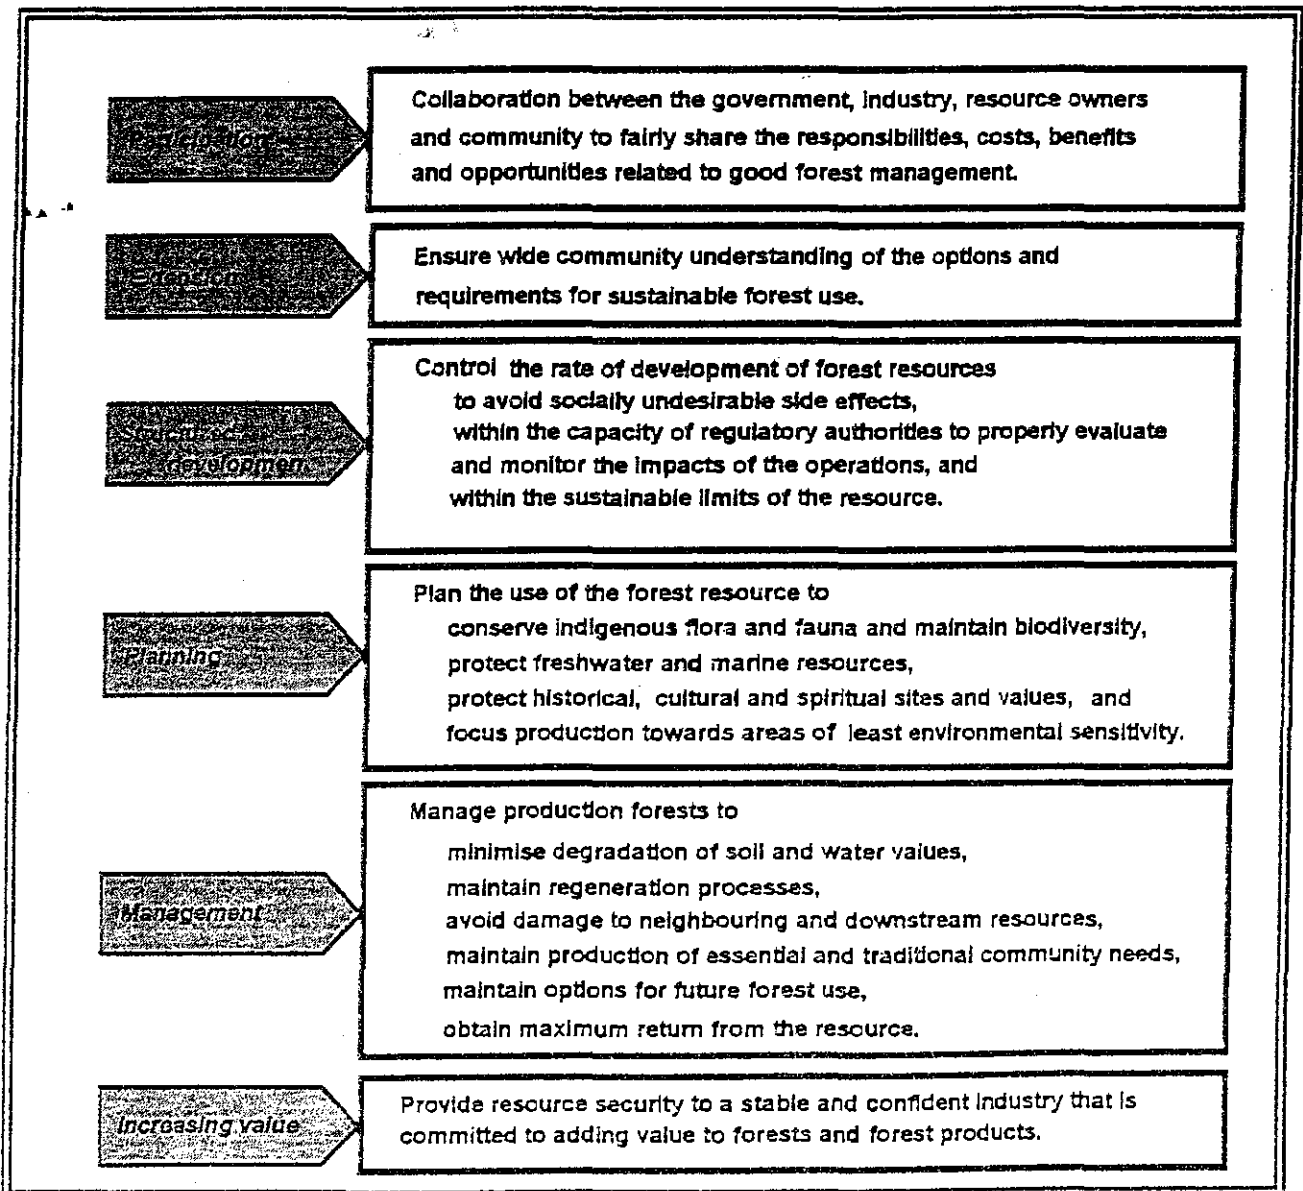 Participation
Collaboration between the government, industry, resource owners
and community to fairly share the responsibilities, costs, benefits
and opportunities related to good forest management.
Extension
Ensure wide community understanding of the options and
requirements for sustainable forest use.
Structured
development
Control the rate of development of forest resources
to avoid socially undesirable side effects,
within the capacity of regulatory authorities to properly evaluate
and monitor the impacts of the operations, and
within the sustainable limits of the resource.
Planning
Plan the use of the forest resource to
conserve indigenous flora and fauna and maintain biodiversity,
protect freshwater and marine resources,
protect historical, cultural and spiritual sites and values, and
focus production towards areas of least environmental sensitivity.
Management
Manage production forests to
minimise degradation of soil and water values,
maintain regeneration processes,
avoid damage to neighbouring and downstream resources,
maintain production of essential and traditional community needs,
maintain options for future forest use,
obtain maximum return from the resource.
Increasing value
Provide resource security to a stable and confident industry that is
committed to adding value to forests and forest products.